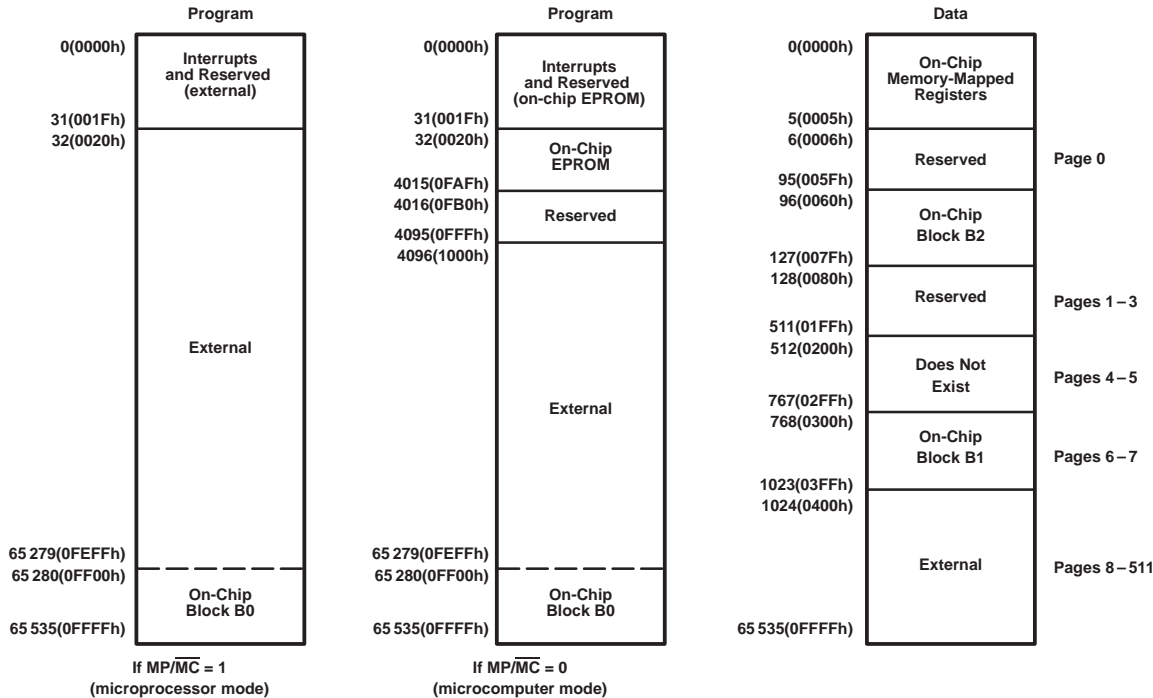 Program
0(0000h)
Interrupts
and Reserved
(external)
31(001Fh)
32(0020h)
External
65 279(0FEFFh)
65 280(0FF00h)
On-Chip
Block B0
65 535(0FFFFh)
If MP/M̅C̅ = 1
(microprocessor mode)
Program
0(0000h)
Interrupts
and Reserved
(on-chip EPROM)
31(001Fh)
32(0020h)
On-Chip
EPROM
4015(0FAFh)
4016(0FB0h)
Reserved
4095(0FFFh)
4096(1000h)
External
65 279(0FEFFh)
65 280(0FF00h)
On-Chip
Block B0
65 535(0FFFFh)
If MP/M̅C̅ = 0
(microcomputer mode)
Data
0(0000h)
On-Chip
Memory-Mapped
Registers
5(0005h)
6(0006h)
Reserved
Page 0
95(005Fh)
96(0060h)
On-Chip
Block B2
127(007Fh)
128(0080h)
Reserved
Pages 1–3
511(01FFh)
512(0200h)
Does Not
Exist
Pages 4–5
767(02FFh)
768(0300h)
On-Chip
Block B1
Pages 6–7
1023(03FFh)
1024(0400h)
External
Pages 8–511
65 535(0FFFFh)